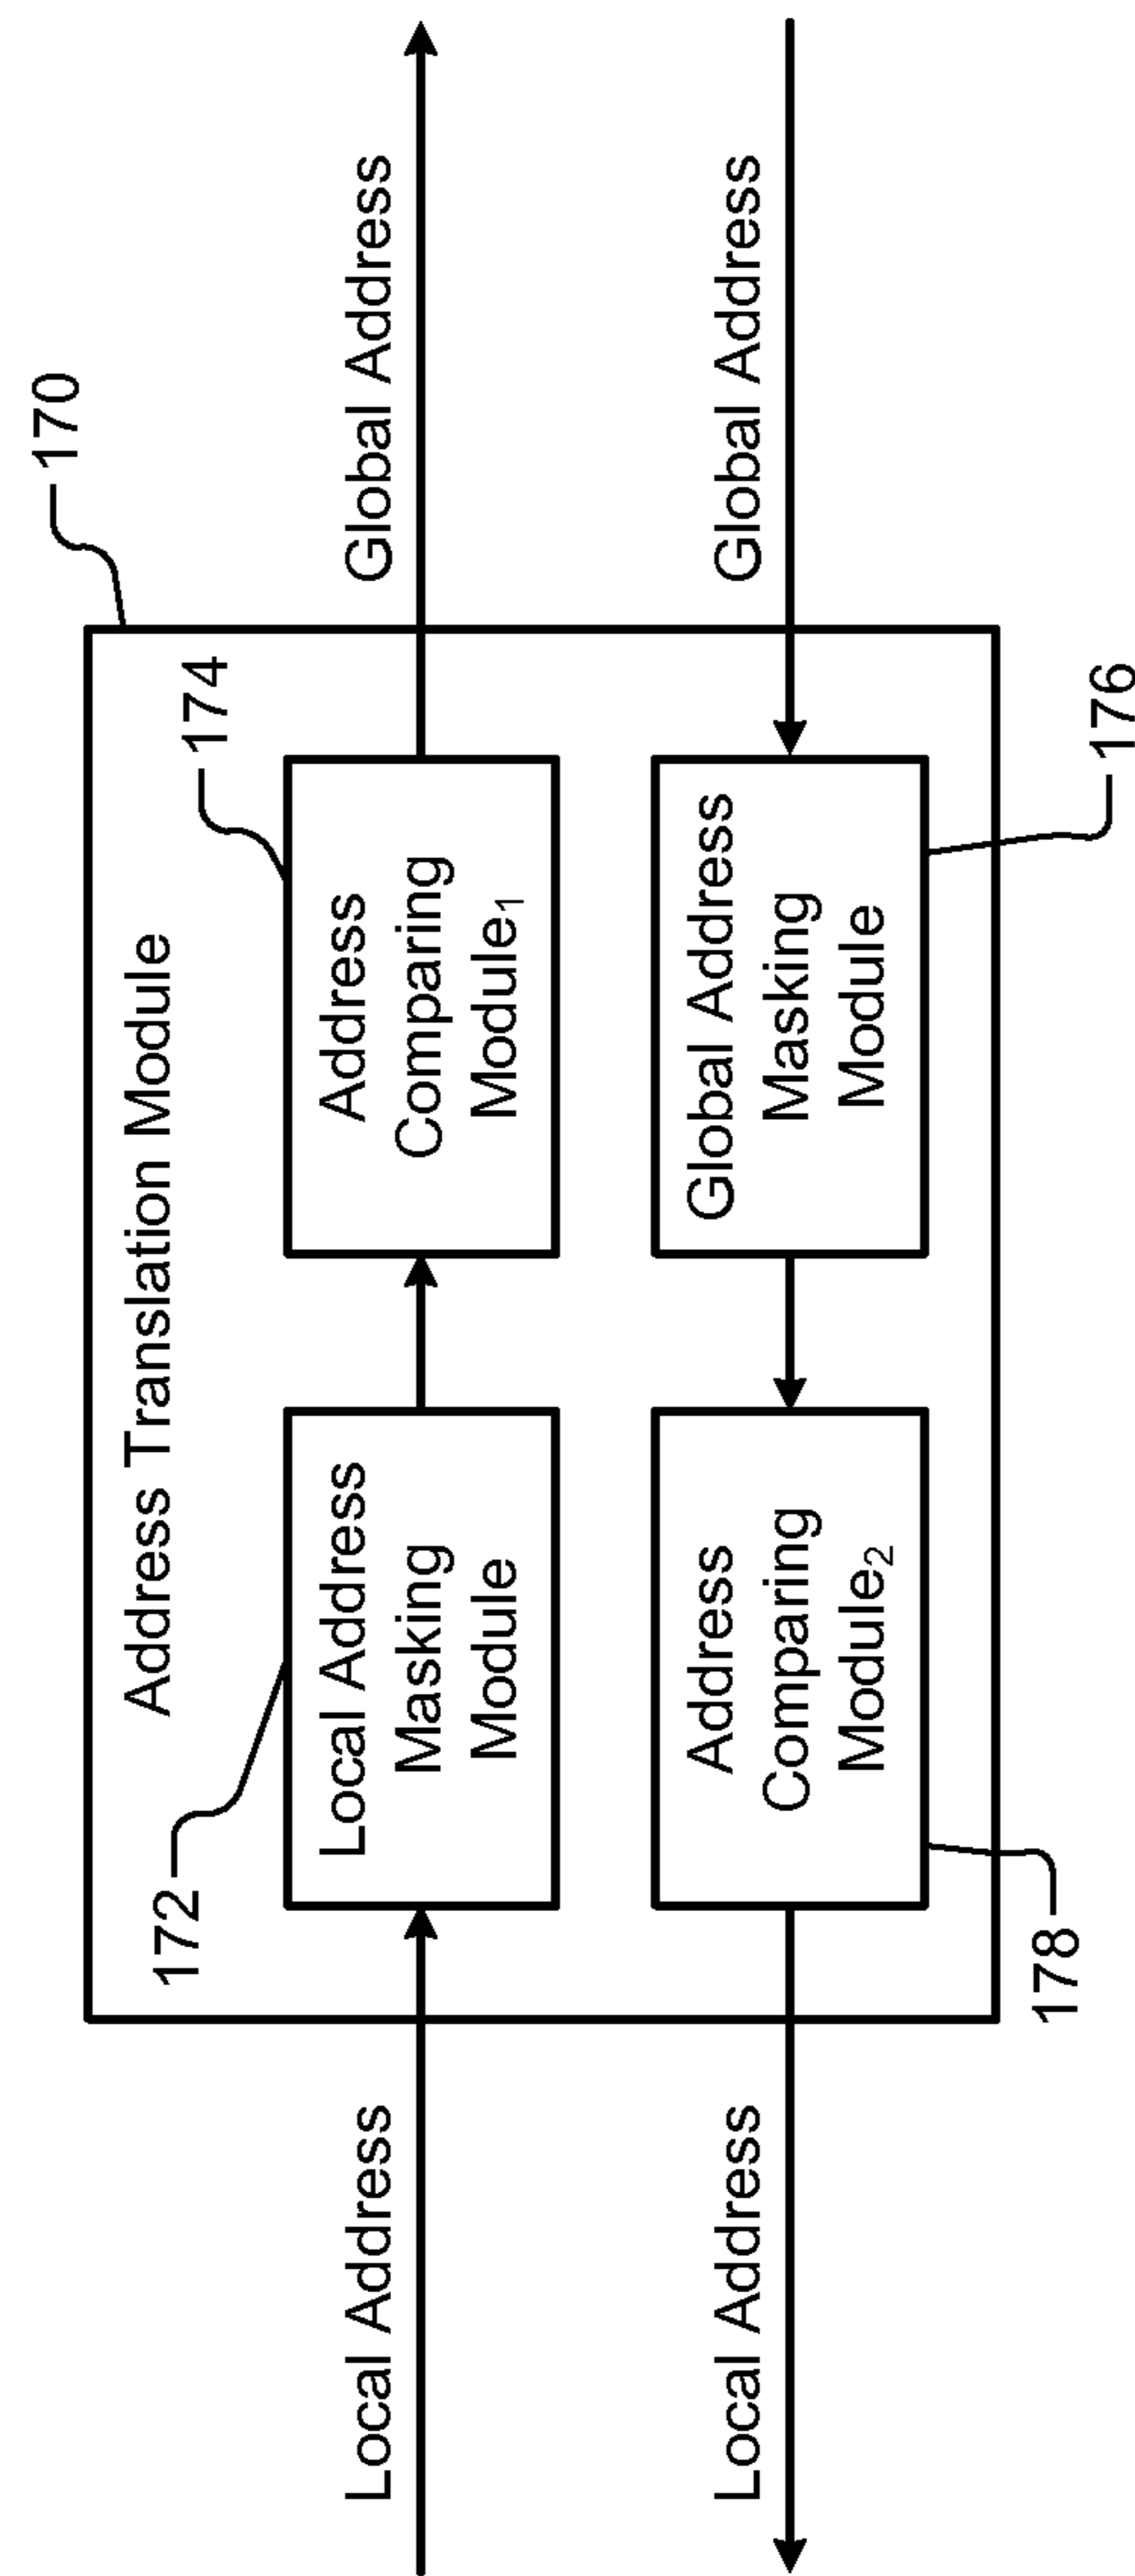 170
Address Translation Module
172
174
Local Address
Local Address
Masking
Module
Address
Comparing
Module₁
Global Address
Local Address
Address
Comparing
Module₂
Global Address
Masking
Module
Global Address
178
176